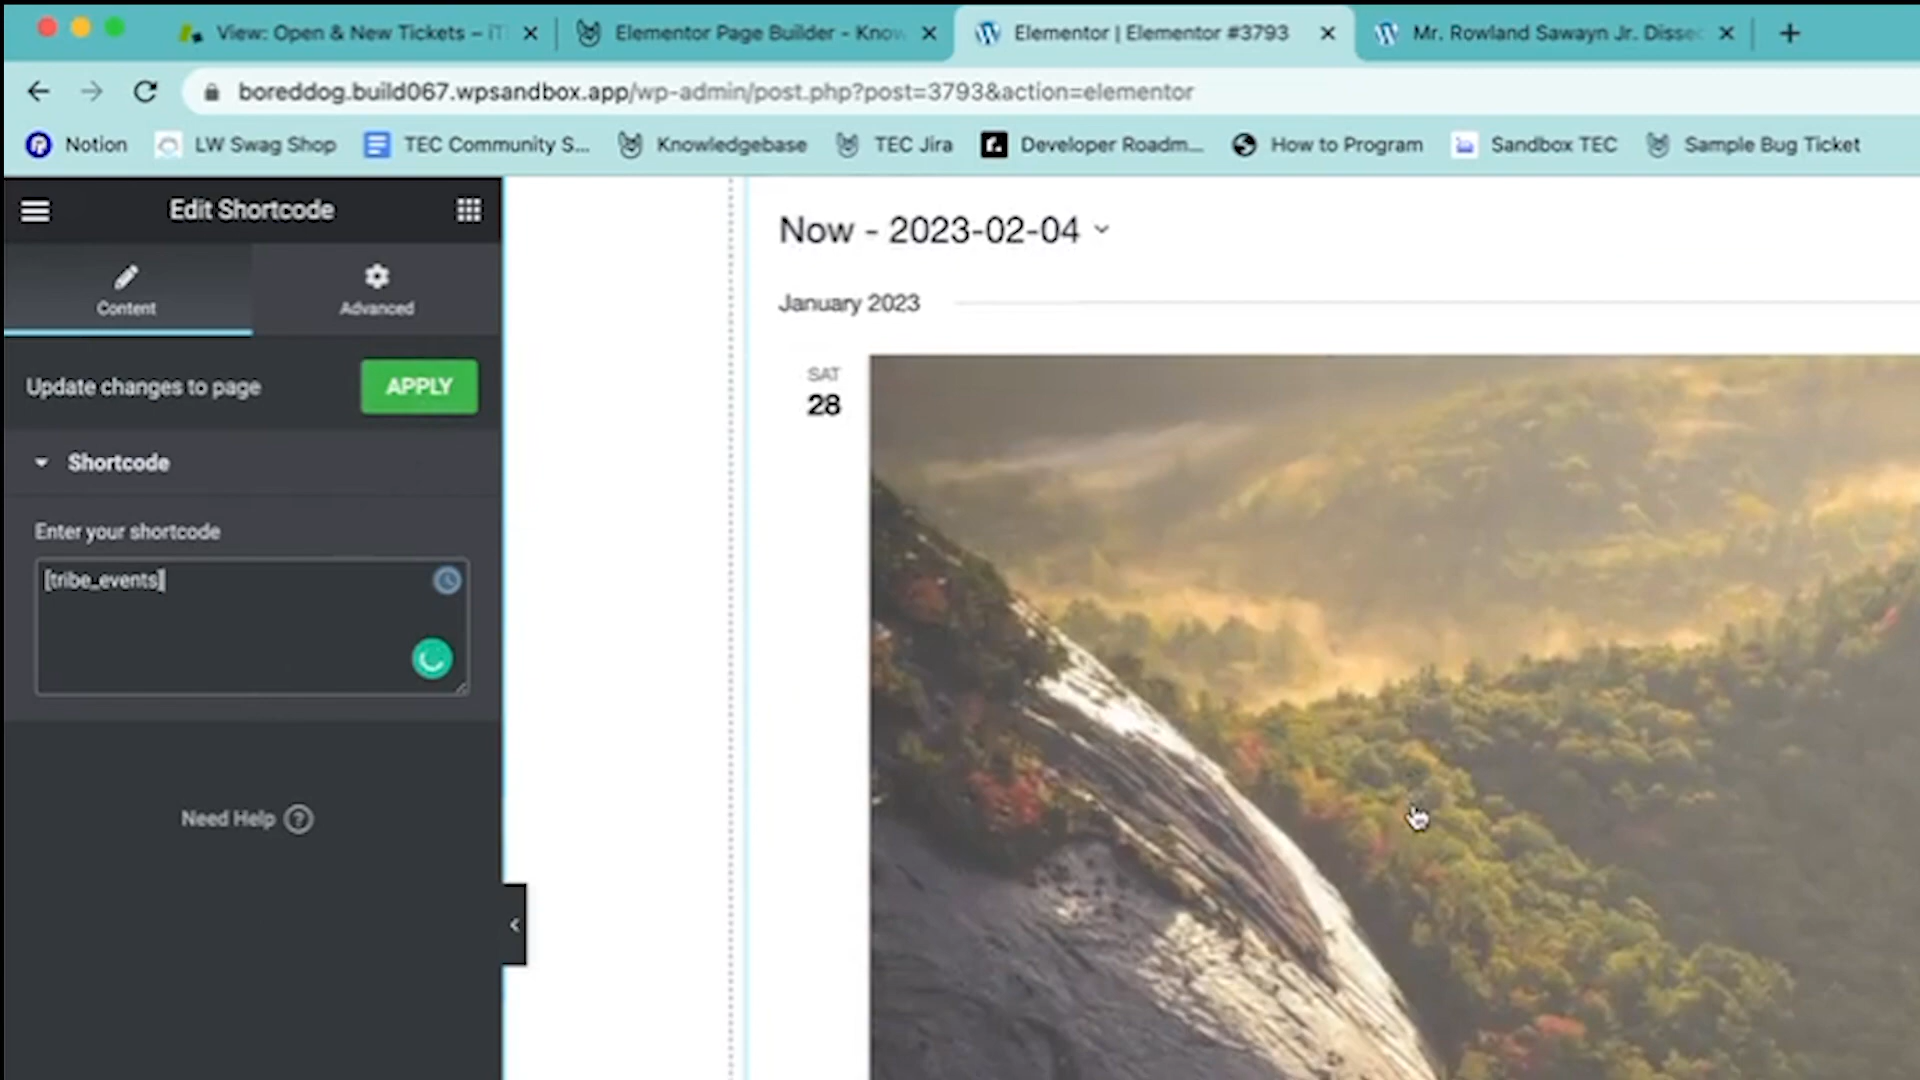 View: Open & New Tickets – iT
Elementor Page Builder - Know
Elementor | Elementor #3793
Mr. Rowland Sawayn Jr. Dissec
boreddog.build067.wpsandbox.app/wp-admin/post.php?post=3793&action=elementor
Notion
LW Swag Shop
TEC Community S...
Knowledgebase
TEC Jira
Developer Roadm...
How to Program
Sandbox TEC
Sample Bug Ticket
Edit Shortcode
Content
Advanced
Update changes to page
APPLY
Shortcode
Enter your shortcode
[tribe_events]
Need Help ?
Now - 2023-02-04
January 2023
SAT
28